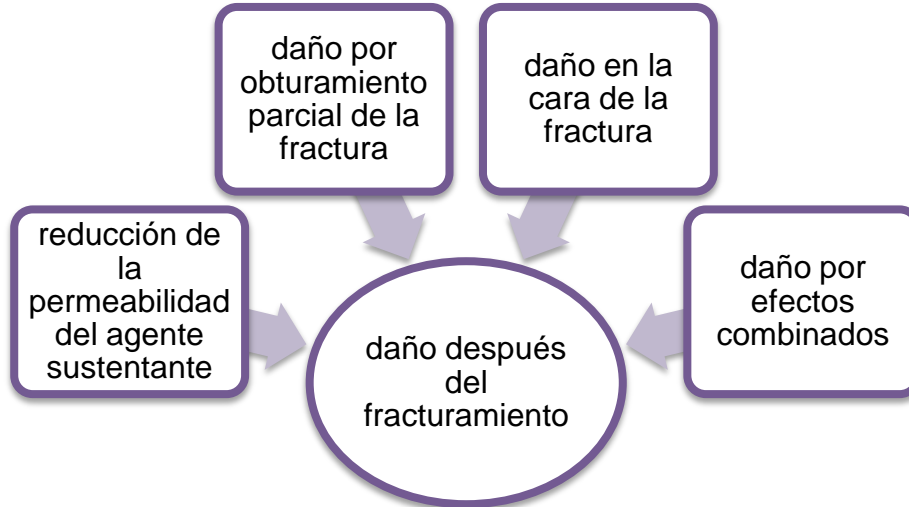 reducción de
la
permeabilidad
del agente
sustentante
daño por
obturamiento
parcial de la
fractura
daño en la
cara de la
fractura
daño por
efectos
combinados
daño después
del
fracturamiento